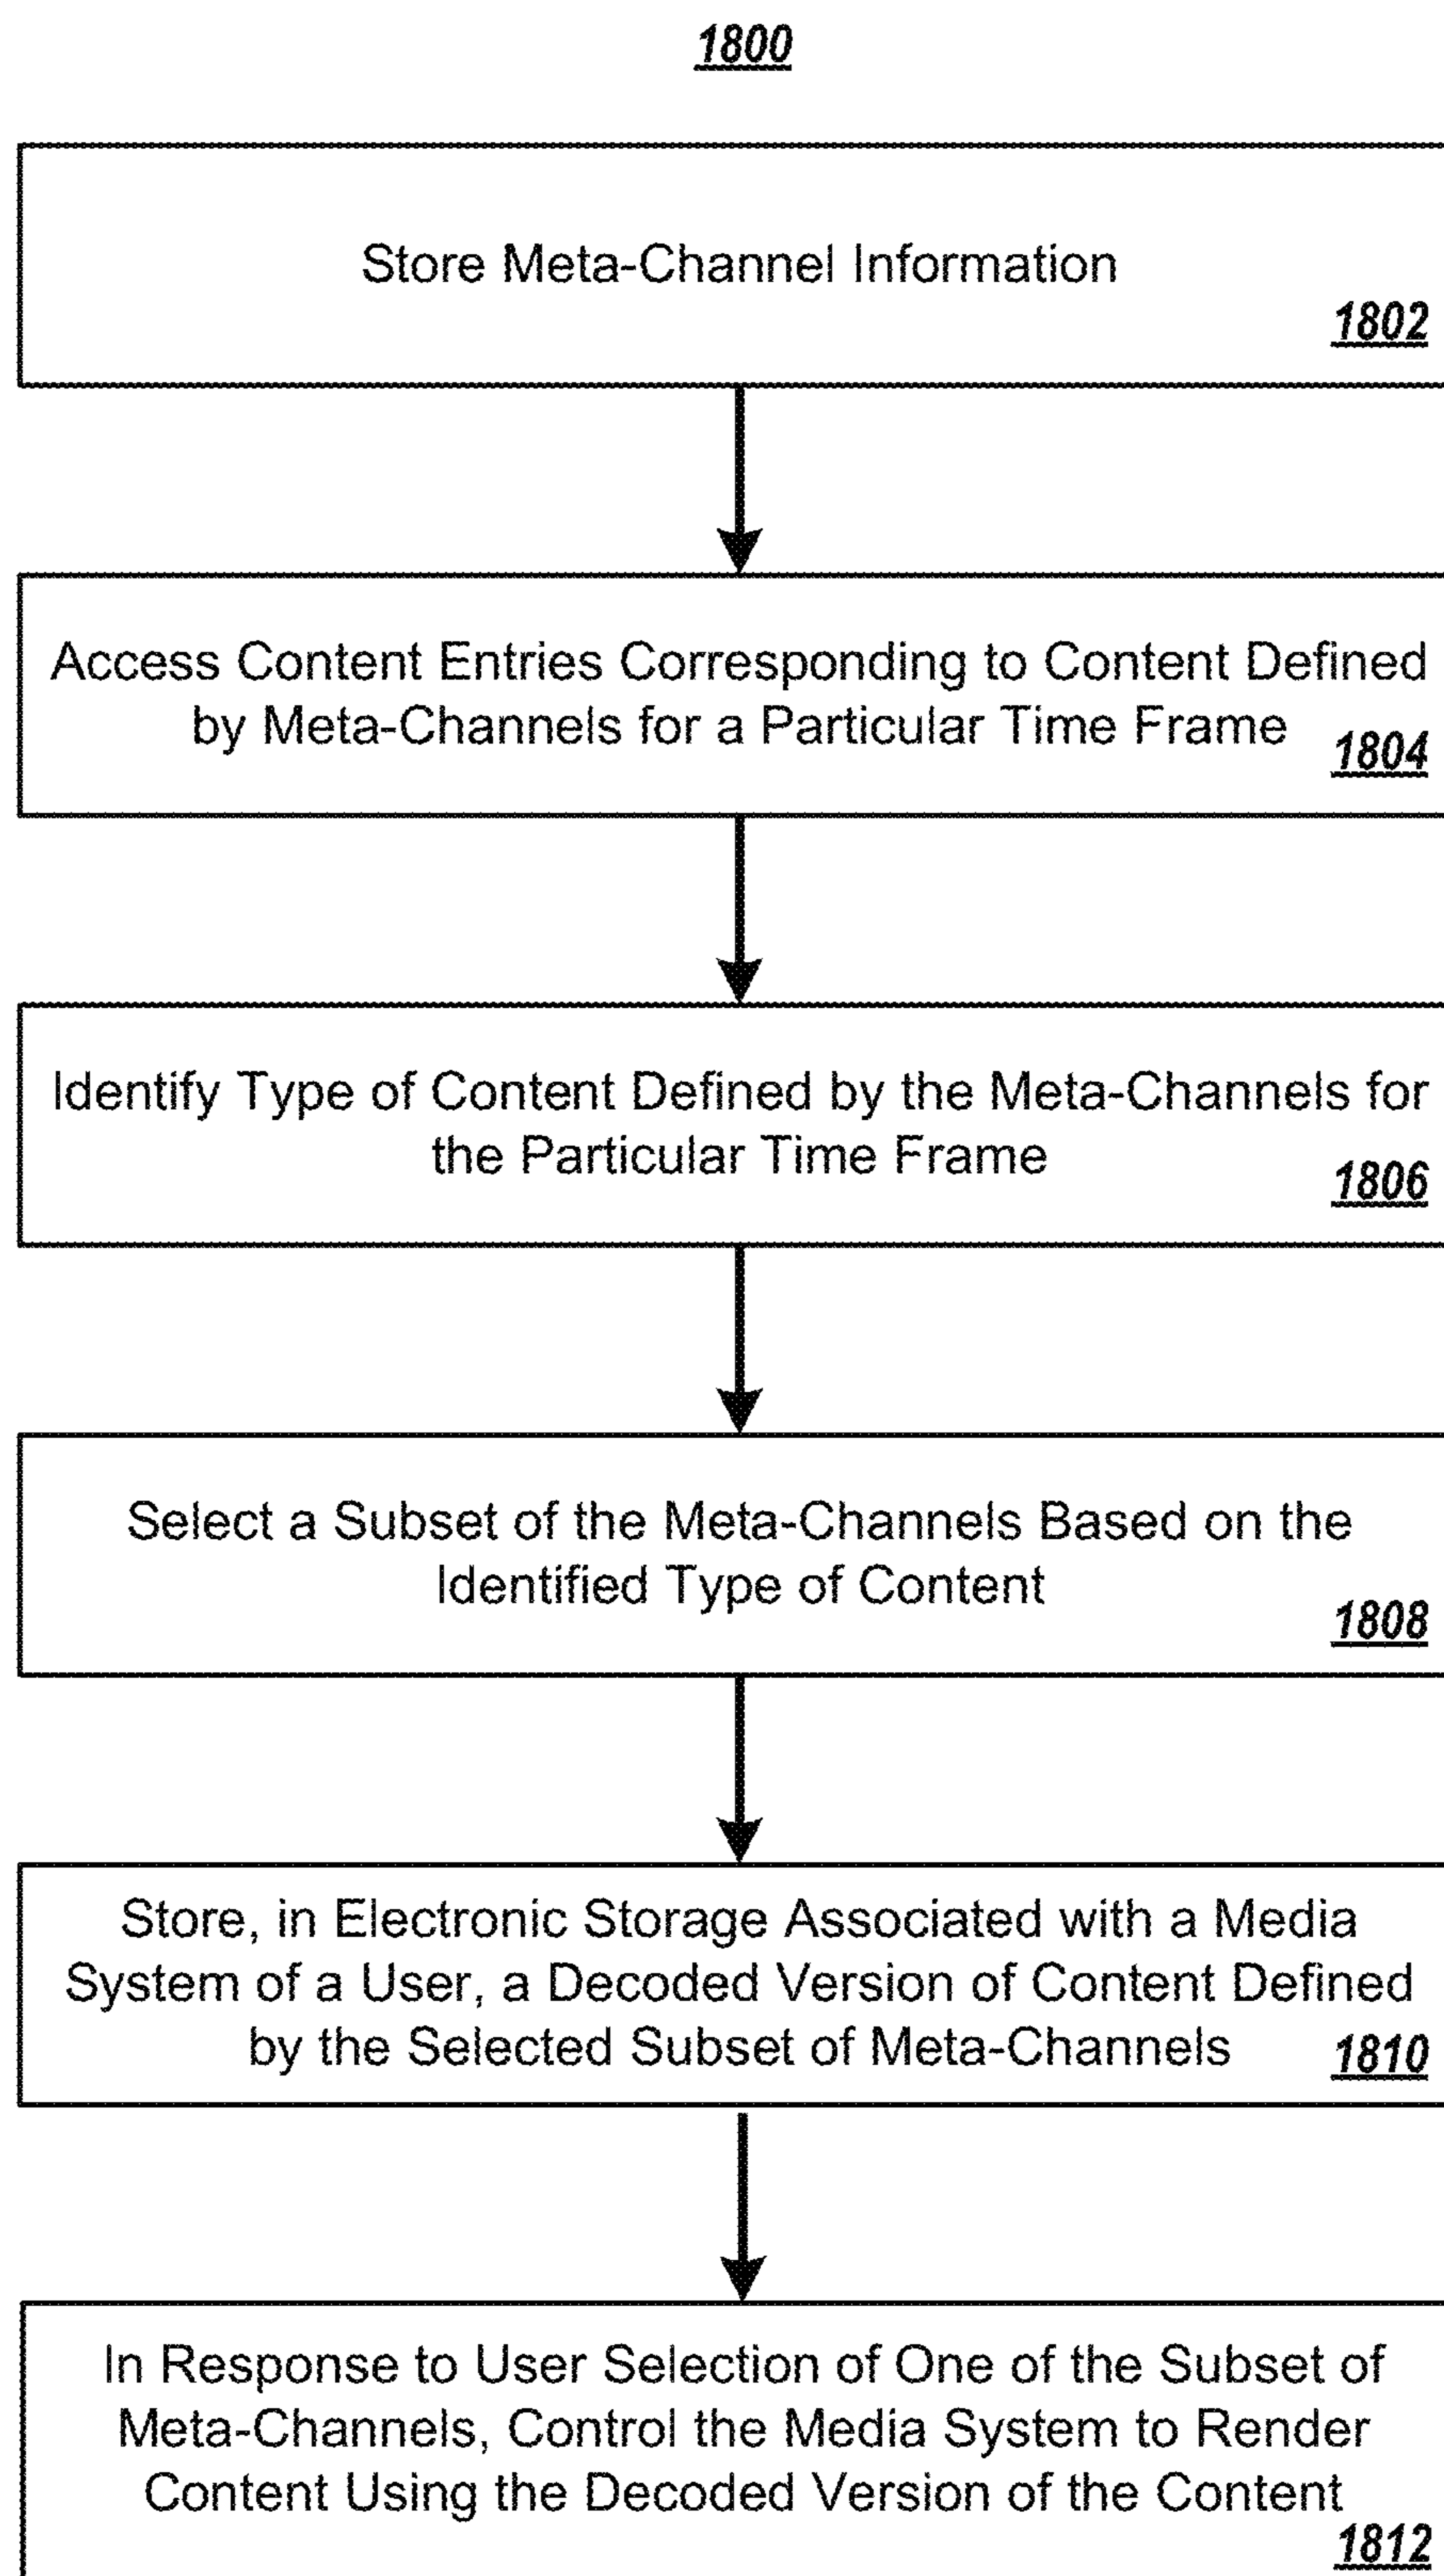 1800
Store Meta-Channel Information
1802
Access Content Entries Corresponding to Content Defined
by Meta-Channels for a Particular Time Frame
1804
Identify Type of Content Defined by the Meta-Channels for
the Particular Time Frame
1806
Select a Subset of the Meta-Channels Based on the
Identified Type of Content
1808
Store, in Electronic Storage Associated with a Media
System of a User, a Decoded Version of Content Defined
by the Selected Subset of Meta-Channels
1810
In Response to User Selection of One of the Subset of
Meta-Channels, Control the Media System to Render
Content Using the Decoded Version of the Content
1812